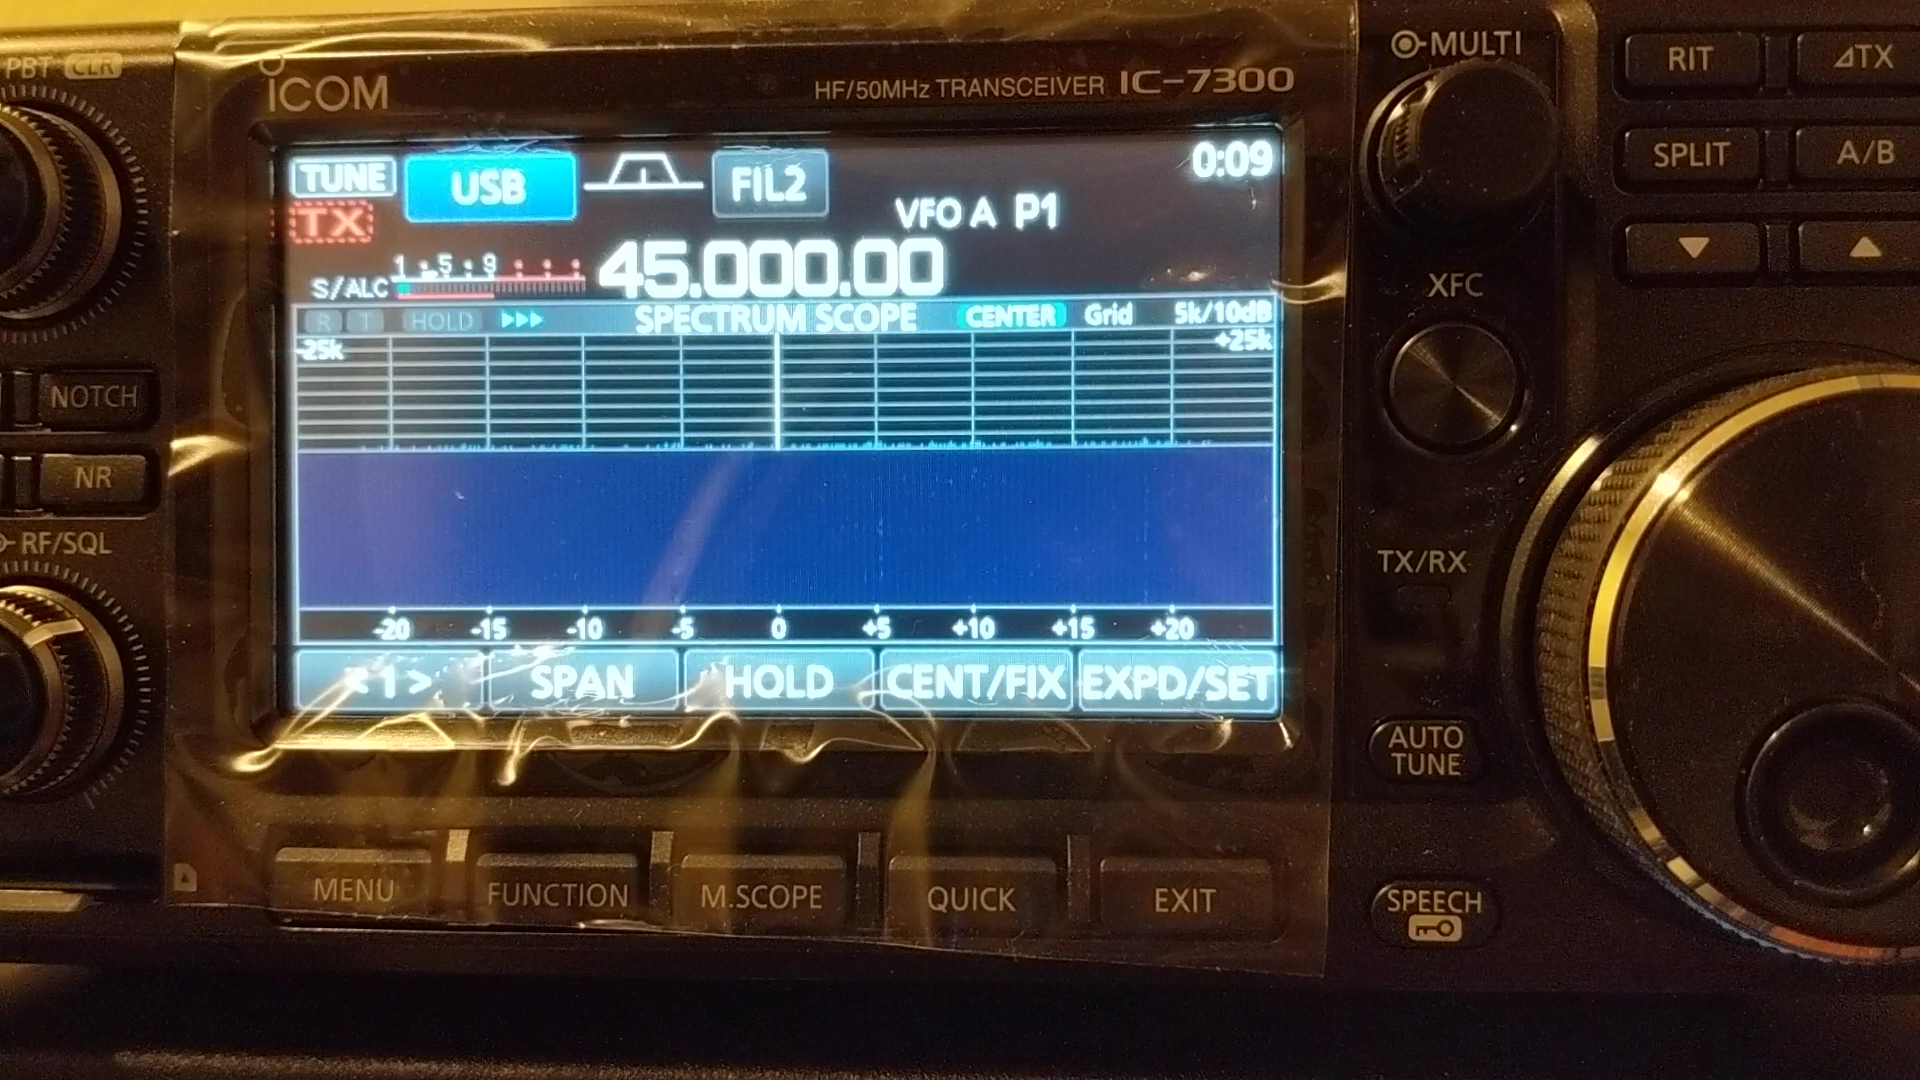 PBT CLR
ICOM
HF/50MHz TRANSCEIVER IC-7300
MULTI
RIT
⊿TX
TUNE
USB
FIL2
0:09
TX
VFO A P1
SPLIT
A/B
S/ALC
1 5 9
45.000.00
R T HOLD
SPECTRUM SCOPE
CENTER
Grid
5k/10dB
-25k
+25k
XFC
NOTCH
NR
RF/SQL
TX/RX
-20 -15 -10 -5 0 +5 +10 +15 +20
<1>
SPAN
HOLD
CENT/FIX
EXPD/SET
AUTO
TUNE
MENU
FUNCTION
M.SCOPE
QUICK
EXIT
SPEECH